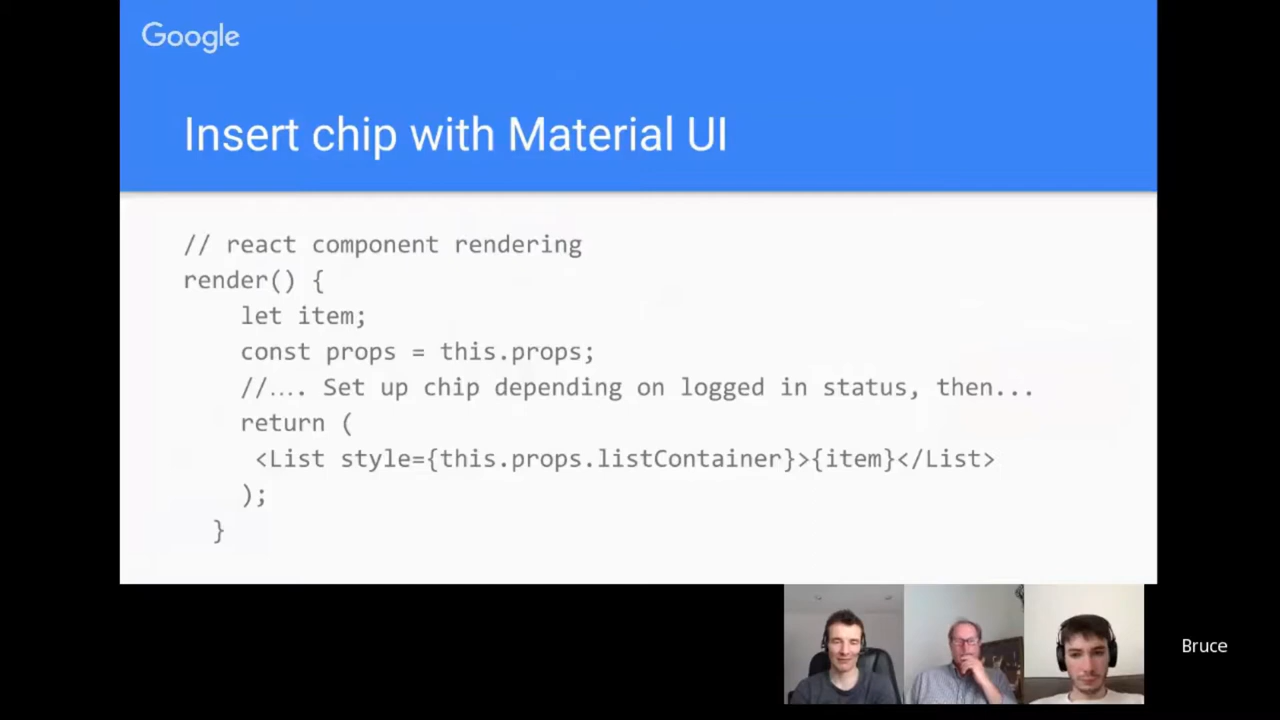 Google
Insert chip with Material UI
// react component rendering
render() {
let item;
const props = this.props;
//.... Set up chip depending on logged in status, then...
return (
<List style={this.props.listContainer}>{item}</List>
);
}
Bruce